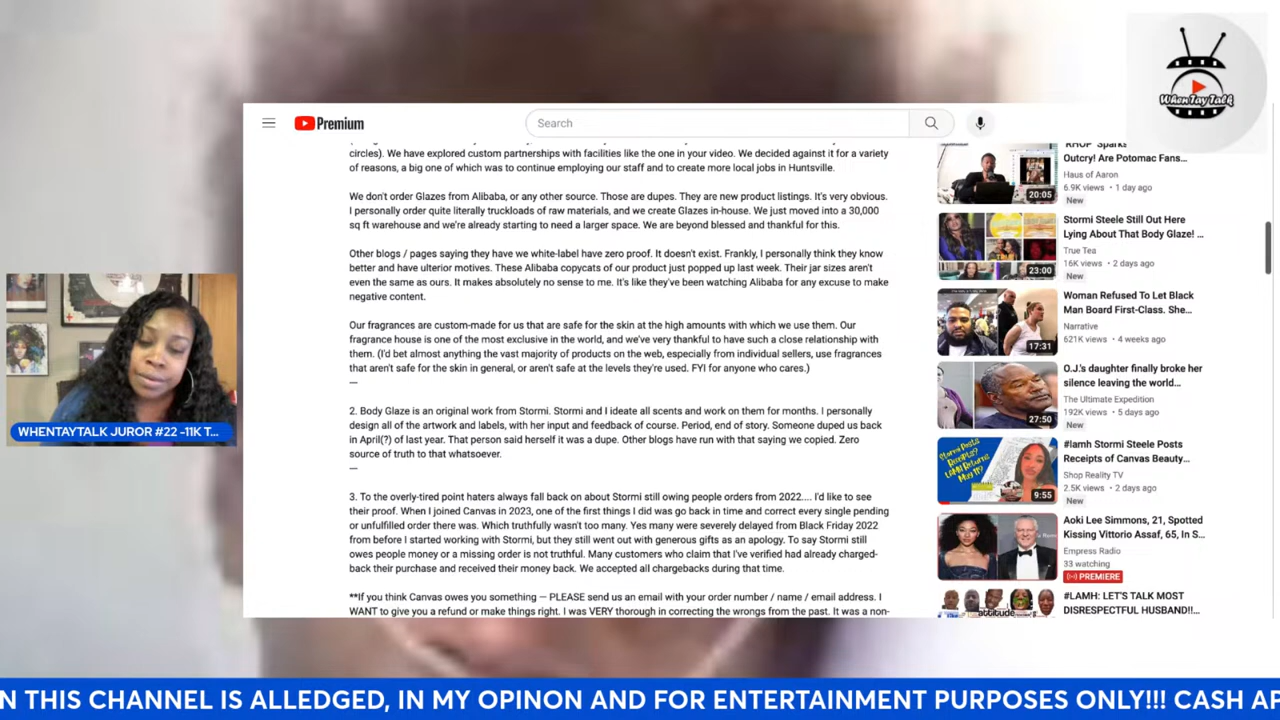 Premium
Search
circles). We have explored custom partnerships with facilities like the one in your video. We decided against it for a variety
of reasons, a big one of which was to continue employing our staff and to create more local jobs in Huntsville.
We don't order Glazes from Alibaba, or any other source. Those are dupes. They are new product listings. It's very obvious.
I personally order quite literally truckloads of raw materials, and we create Glazes in-house. We just moved into a 30,000
sq ft warehouse and we're already starting to need a larger space. We are beyond blessed and thankful for this.
Other blogs / pages saying they have we white-label have zero proof. It doesn't exist. Frankly, I personally think they know
better and have ulterior motives. These Alibaba copycats of our product just popped up last week. Their jar sizes aren't
even the same as ours. It makes absolutely no sense to me. It's like they've been watching Alibaba for any excuse to make
negative content.
Our fragrances are custom-made for us that are safe for the skin at the high amounts with which we use them. Our
fragrance house is one of the most exclusive in the world, and we've very thankful to have such a close relationship with
them. (I'd bet almost anything the vast majority of products on the web, especially from individual sellers, use fragrances
that aren't safe for the skin in general, or aren't safe at the levels they're used. FYI for anyone who cares.)
---
2. Body Glaze is an original work from Stormi. Stormi and I ideate all scents and work on them for months. I personally
design all of the artwork and labels, with her input and feedback of course. Period, end of story. Someone duped us back
in April(?) of last year. That person said herself it was a dupe. Other blogs have run with that saying we copied. Zero
source of truth to that whatsoever.
---
3. To the overly-tired point haters always fall back on about Stormi still owing people orders from 2022.... I'd like to see
their proof. When I joined Canvas in 2023, one of the first things I did was go back in time and correct every single pending
or unfulfilled order there was. Which truthfully wasn't too many. Yes many were severely delayed from Black Friday 2022
from before I started working with Stormi, but they still went out with generous gifts as an apology. To say Stormi still
owes people money or a missing order is not truthful. Many customers who claim that I've verified had already charged-
back their purchase and received their money back. We accepted all chargebacks during that time.
**If you think Canvas owes you something — PLEASE send us an email with your order number / name / email address. I
WANT to give you a refund or make things right. I was VERY thorough in correcting the wrongs from the past. It was a non-
"RHOP" Sparks
Outcry! Are Potomac Fans...
Haus of Aaron
6.9K views • 1 day ago
New
20:05
Stormi Steele Still Out Here
Lying About That Body Glaze! ...
True Tea
16K views • 2 days ago
New
23:00
Woman Refused To Let Black
Man Board First-Class. She...
Narrative
621K views • 4 weeks ago
17:31
O.J.'s daughter finally broke her
silence leaving the world...
The Ultimate Expedition
192K views • 5 days ago
New
27:50
#lamh Stormi Steele Posts
Receipts of Canvas Beauty...
Shop Reality TV
2.5K views • 2 days ago
New
9:55
Aoki Lee Simmons, 21, Spotted
Kissing Vittorio Assaf, 65, In S...
Empress Radio
33 watching
PREMIERE
#LAMH: LET'S TALK MOST
DISRESPECTFUL HUSBAND!!...
attitude
WhenTayTalk
WHENTAYTALK JUROR #22 -11K T...
N THIS CHANNEL IS ALLEDGED, IN MY OPINON AND FOR ENTERTAINMENT PURPOSES ONLY!!! CASH AP